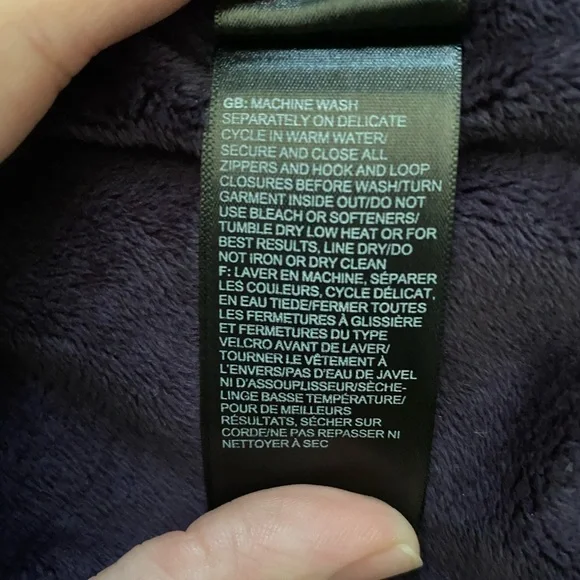 GB: MACHINE WASH
SEPARATELY ON DELICATE
CYCLE IN WARM WATER/
SECURE AND CLOSE ALL
ZIPPERS AND HOOK AND LOOP
CLOSURES BEFORE WASH/TURN
GARMENT INSIDE OUT/DO NOT
USE BLEACH OR SOFTENERS/
TUMBLE DRY LOW HEAT OR FOR
BEST RESULTS, LINE DRY/DO
NOT IRON OR DRY CLEAN
F: LAVER EN MACHINE, SÉPARER
LES COULEURS, CYCLE DÉLICAT,
EN EAU TIEDE/FERMER TOUTES
LES FERMETURES À GLISSIÈRE
ET FERMETURES DU TYPE
VELCRO AVANT DE LAVER/
TOURNER LE VÊTEMENT À
L'ENVERS/PAS D'EAU DE JAVEL
NI D'ASSOUPLISSEUR/SÈCHE-
LINGE BASSE TEMPÉRATURE/
POUR DE MEILLEURS
RÉSULTATS, SÉCHER SUR
CORDE/NE PAS REPASSER NI
NETTOYER À SEC